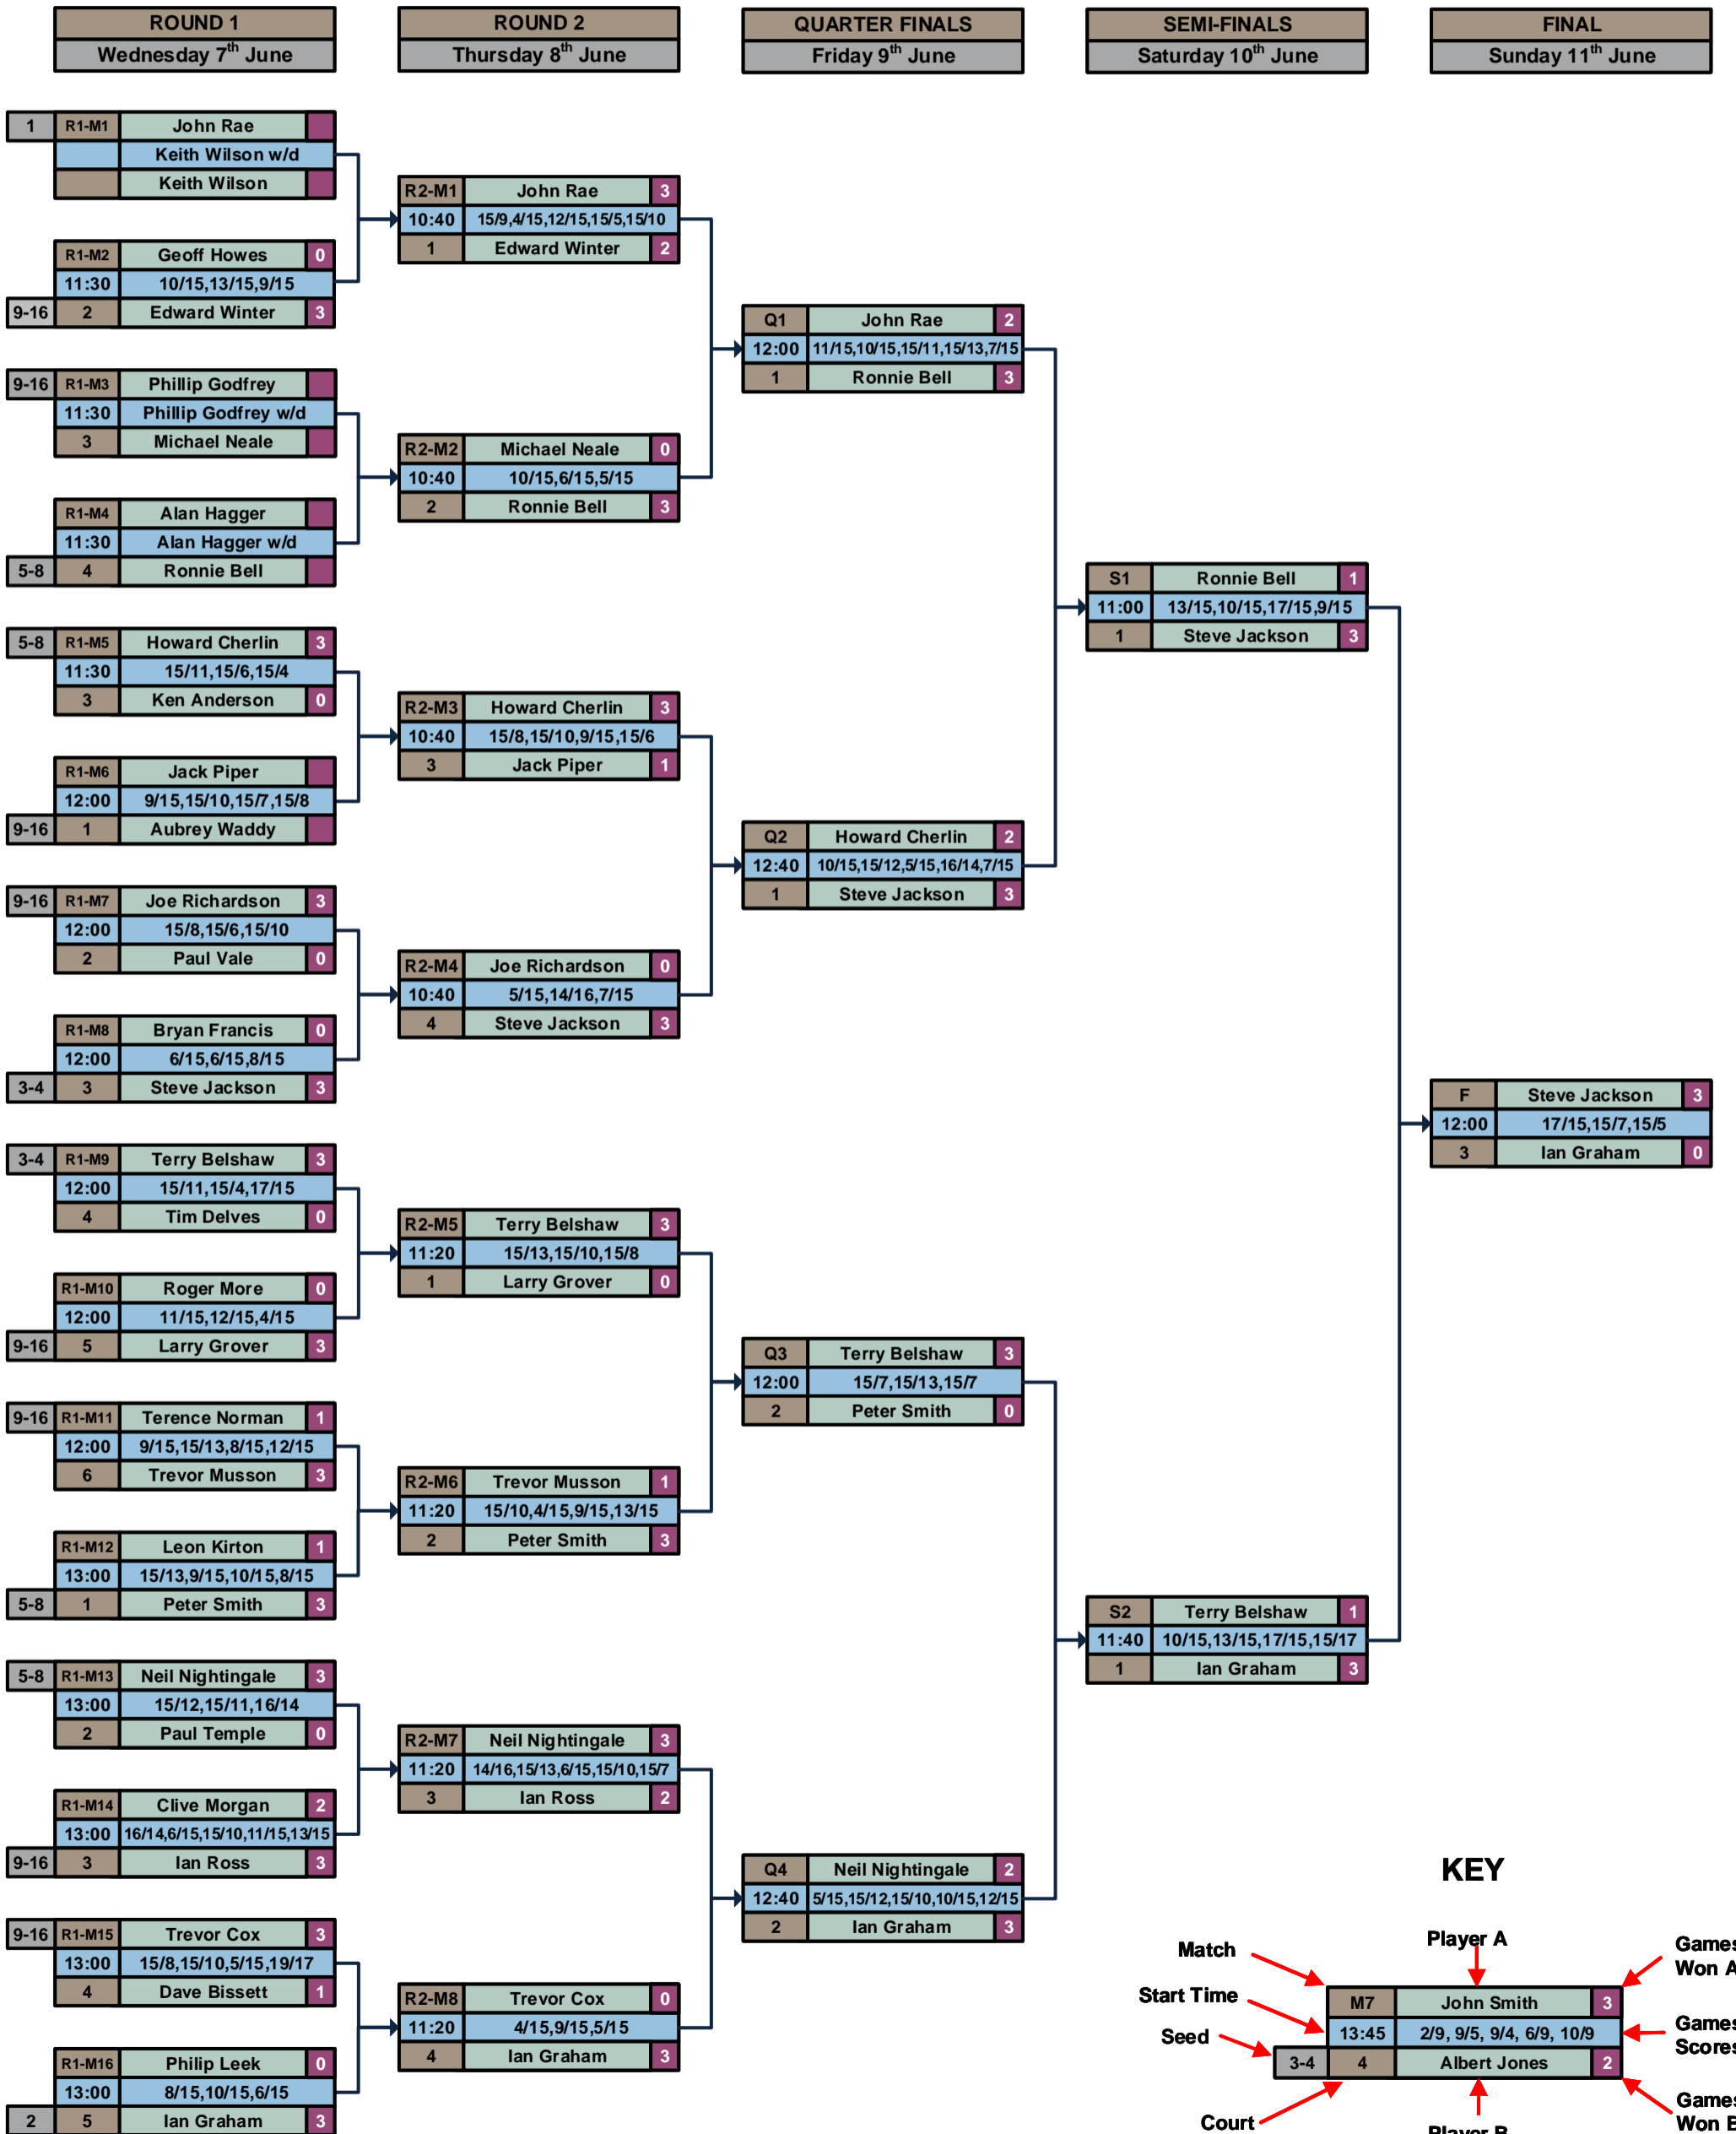 ROUND 1
Wednesday 7th June
ROUND 2
Thursday 8th June
QUARTER FINALS
Friday 9th June
SEMI-FINALS
Saturday 10th June
FINAL
Sunday 11th June
1 R1-M1 John Rae
Keith Wilson w/d
Keith Wilson
R1-M2 Geoff Howes 0
11:30 10/15,13/15,9/15
9-16 2 Edward Winter 3
9-16 R1-M3 Phillip Godfrey
11:30 Phillip Godfrey w/d
3 Michael Neale
R1-M4 Alan Hagger
11:30 Alan Hagger w/d
5-8 4 Ronnie Bell
5-8 R1-M5 Howard Cherlin 3
11:30 15/11,15/6,15/4
3 Ken Anderson 0
R1-M6 Jack Piper
12:00 9/15,15/10,15/7,15/8
9-16 1 Aubrey Waddy
9-16 R1-M7 Joe Richardson 3
12:00 15/8,15/6,15/10
2 Paul Vale 0
R1-M8 Bryan Francis 0
12:00 6/15,6/15,8/15
3-4 3 Steve Jackson 3
3-4 R1-M9 Terry Belshaw 3
12:00 15/11,15/4,17/15
4 Tim Delves 0
R1-M10 Roger More 0
12:00 11/15,12/15,4/15
9-16 5 Larry Grover 3
9-16 R1-M11 Terence Norman 1
12:00 9/15,15/13,8/15,12/15
6 Trevor Musson 3
R1-M12 Leon Kirton 1
13:00 15/13,9/15,10/15,8/15
5-8 1 Peter Smith 3
5-8 R1-M13 Neil Nightingale 3
13:00 15/12,15/11,16/14
2 Paul Temple 0
R1-M14 Clive Morgan 2
13:00 16/14,6/15,15/10,11/15,13/15
9-16 3 Ian Ross 3
9-16 R1-M15 Trevor Cox 3
13:00 15/8,15/10,5/15,19/17
4 Dave Bissett 1
R1-M16 Philip Leek 0
13:00 8/15,10/15,6/15
2 5 Ian Graham 3
R2-M1 John Rae 3
10:40 15/9,4/15,12/15,15/5,15/10
1 Edward Winter 2
R2-M2 Michael Neale 0
10:40 10/15,6/15,5/15
2 Ronnie Bell 3
R2-M3 Howard Cherlin 3
10:40 15/8,15/10,9/15,15/6
3 Jack Piper 1
R2-M4 Joe Richardson 0
10:40 5/15,14/16,7/15
4 Steve Jackson 3
R2-M5 Terry Belshaw 3
11:20 15/13,15/10,15/8
1 Larry Grover 0
R2-M6 Trevor Musson 1
11:20 15/10,4/15,9/15,13/15
2 Peter Smith 3
R2-M7 Neil Nightingale 3
11:20 14/16,15/13,6/15,15/10,15/7
3 Ian Ross 2
R2-M8 Trevor Cox 0
11:20 4/15,9/15,5/15
4 Ian Graham 3
Q1 John Rae 2
12:00 11/15,10/15,15/11,15/13,7/15
1 Ronnie Bell 3
Q2 Howard Cherlin 2
12:40 10/15,15/12,5/15,16/14,7/15
1 Steve Jackson 3
Q3 Terry Belshaw 3
12:00 15/7,15/13,15/7
2 Peter Smith 0
Q4 Neil Nightingale 2
12:40 5/15,15/12,15/10,10/15,12/15
2 Ian Graham 3
S1 Ronnie Bell 1
11:00 13/15,10/15,17/15,9/15
1 Steve Jackson 3
S2 Terry Belshaw 1
11:40 10/15,13/15,17/15,15/17
1 Ian Graham 3
F Steve Jackson 3
12:00 17/15,15/7,15/5
3 Ian Graham 0
KEY
Match
Player A
Games
Won A
Start Time
M7 John Smith 3
13:45 2/9, 9/5, 9/4, 6/9, 10/9
Games
Scores
Seed
3-4 4 Albert Jones 2
Court
Player B
Games
Won B